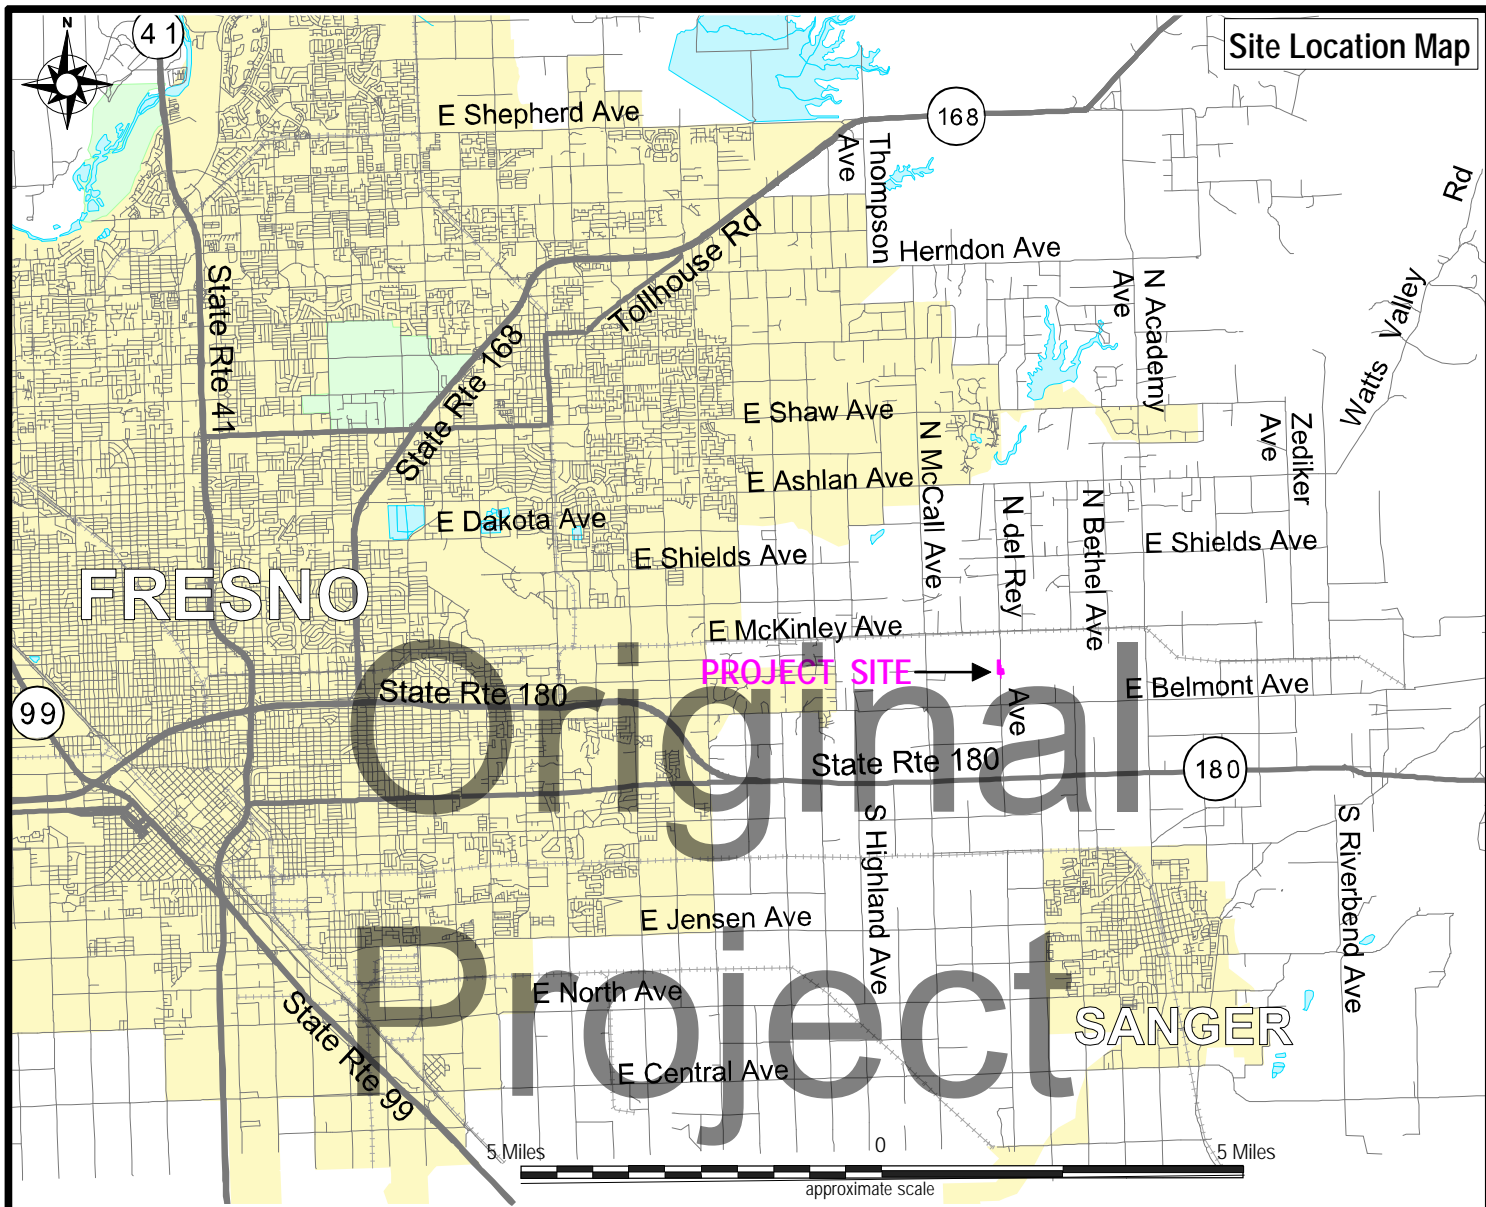 N
41
Site Location Map
E Shepherd Ave
168
Thompson
Ave
Rd
Herndon Ave
Tollhouse Rd
State Rte 41
N Academy
Ave
Valley
State Rte 168
Watts
E Shaw Ave
Zediker
Ave
N McCall Ave
E Ashlan Ave
N del Rey
N Bethel Ave
E Dakota Ave
E Shields Ave
E Shields Ave
FRESNO
E McKinley Ave
PROJECT SITE
Ave
E Belmont Ave
State Rte 180
99
Original
State Rte 180
180
S Highland Ave
S Riverbend Ave
E Jensen Ave
Project
E North Ave
SANGER
State Rte 99
E Central Ave
5 Miles
0
5 Miles
approximate scale